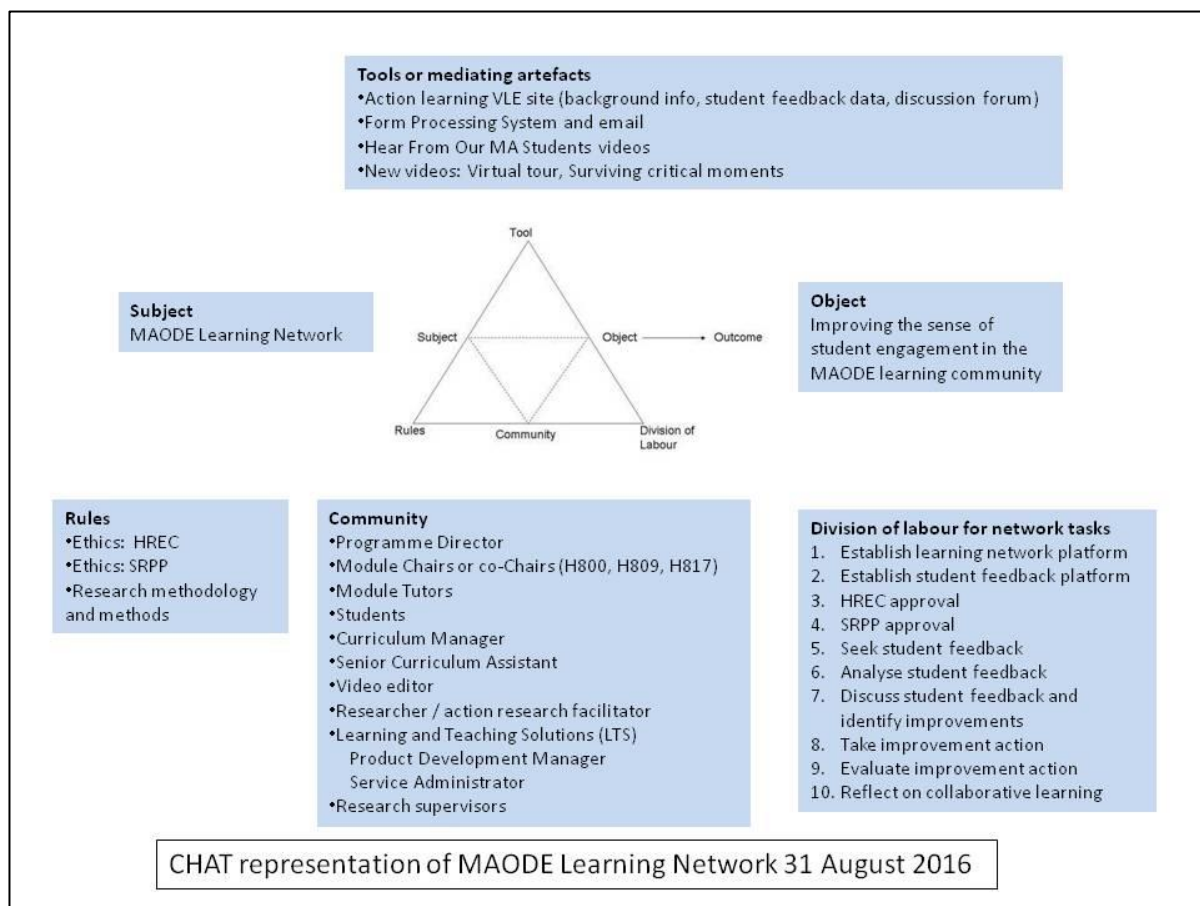 Tools or mediating artefacts
•Action learning VLE site (background info, student feedback data, discussion forum)
•Form Processing System and email
•Hear From Our MA Students videos
•New videos: Virtual tour, Surviving critical moments
Tool
Subject
MAODE Learning Network
Subject
Object
Outcome
Object
Improving the sense of
student engagement in the
MAODE learning community
Rules
Community
Division of
Labour
Rules
•Ethics: HREC
•Ethics: SRPP
•Research methodology
and methods
Community
•Programme Director
•Module Chairs or co-Chairs (H800, H809, H817)
•Module Tutors
•Students
•Curriculum Manager
•Senior Curriculum Assistant
•Video editor
•Researcher / action research facilitator
•Learning and Teaching Solutions (LTS)
Product Development Manager
Service Administrator
•Research supervisors
Division of labour for network tasks
1. Establish learning network platform
2. Establish student feedback platform
3. HREC approval
4. SRPP approval
5. Seek student feedback
6. Analyse student feedback
7. Discuss student feedback and
identify improvements
8. Take improvement action
9. Evaluate improvement action
10. Reflect on collaborative learning
CHAT representation of MAODE Learning Network 31 August 2016